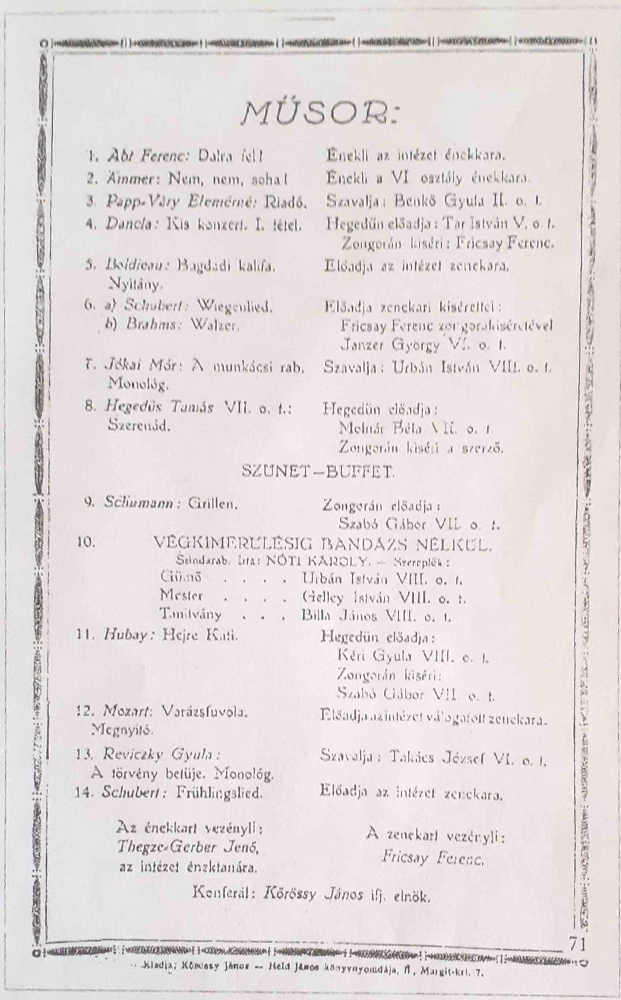 MŰSOR:
1. Abt Ferenc: Dalra fel! Énekli az intézet énekkara.
2. Ammer: Nem, nem, soha! Énekli a VI osztály énekkara.
3. Papp-Váry Elemérné: Riadó. Szavalja: Benkő Gyula II. o. t.
4. Dancla: Kis konzert. I. tétel. Hegedün előadja: Tar István V. o. t.
Zongorán kiséri: Fricsay Ferenc.
5. Boldieau: Bagdadi kalifa. Előadja az intézet zenekara.
Nyitány.
6. a) Schubert: Wiegenlied. Előadja zenekari kisérettel:
b) Brahms: Walzer. Fricsay Ferenc zongorakiséretével
Janzer György VI. o. t.
7. Jókai Mór: A munkácsi rab. Szavalja: Urbán István VIII. o. t.
Monológ.
8. Hegedüs Tamás VII. o. t.: Hegedün előadja:
Szerenád. Molnár Béla VII. o. t.
Zongorán kiséri a szerző.
SZÜNET—BUFFET.
9. Schumann: Grillen. Zongorán előadja:
Szabó Gábor VII. o. t.
10. VÉGKIMERÜLÉSIG BANDÁZS NÉLKÜL.
Szindarab. Irta: NÓTI KÁROLY. — Szereplők:
Gümő . . . . Urbán István VIII. o. t.
Mester . . . . Gelley István VIII. o. t.
Tanitvány . . . Billa János VIII. o. t.
11. Hubay: Hejre Kati. Hegedün előadja:
Kéri Gyula VIII. o. t.
Zongorán kiséri:
Szabó Gábor VII. o. t.
12. Mozart: Varázsfuvola. Előadja az intézet válogatott zenekara.
Megnyitó.
13. Reviczky Gyula: Szavalja: Takács József VI. o. t.
A törvény betüje. Monológ.
14. Schubert: Frühlingslied. Előadja az intézet zenekara.
Az énekkart vezényli: A zenekart vezényli:
Thegze-Gerber Jenő, Fricsay Ferenc.
az intézet énektanára.
Konferál: Kőrössy János ifj. elnök.
71
Kiadja: Kőrössy János — Held János könyvnyomdája, II, Margit-krt. 7.